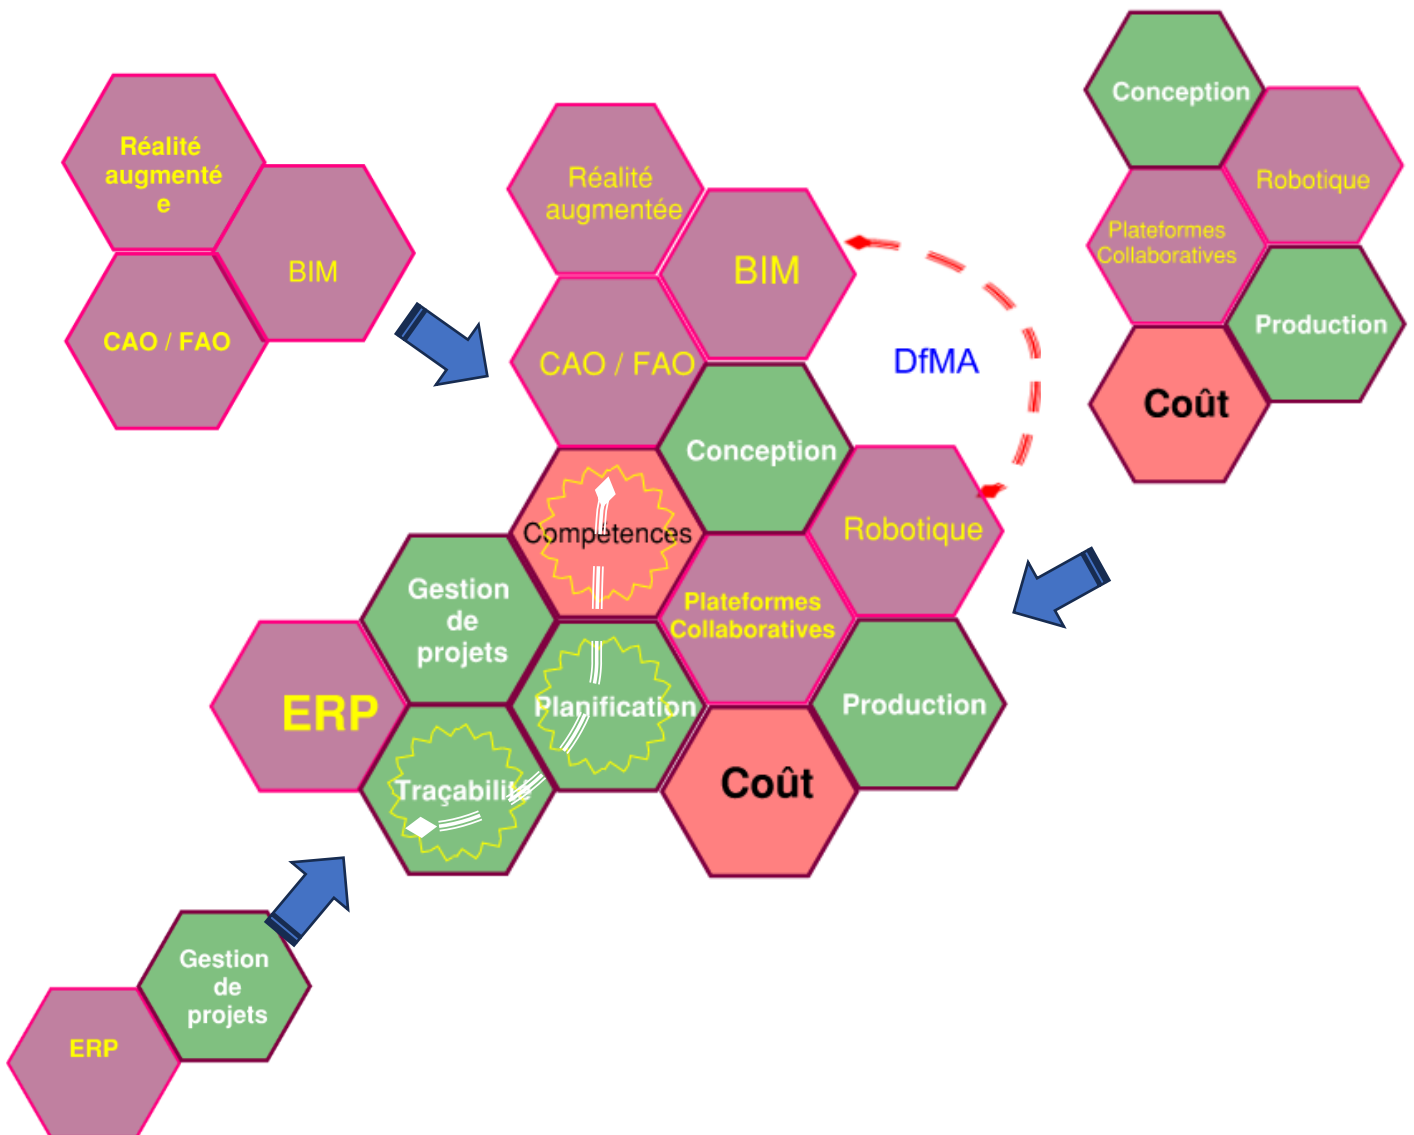 Réalité
augmenté
e
BIM
CAO / FAO
Réalité
augmentée
BIM
CAO / FAO
DfMA
Conception
Compétences
Robotique
Gestion
de
projets
Plateformes
Collaboratives
ERP
Planification
Production
Traçabilité
Coût
Conception
Robotique
Plateformes
Collaboratives
Production
Coût
Gestion
de
projets
ERP